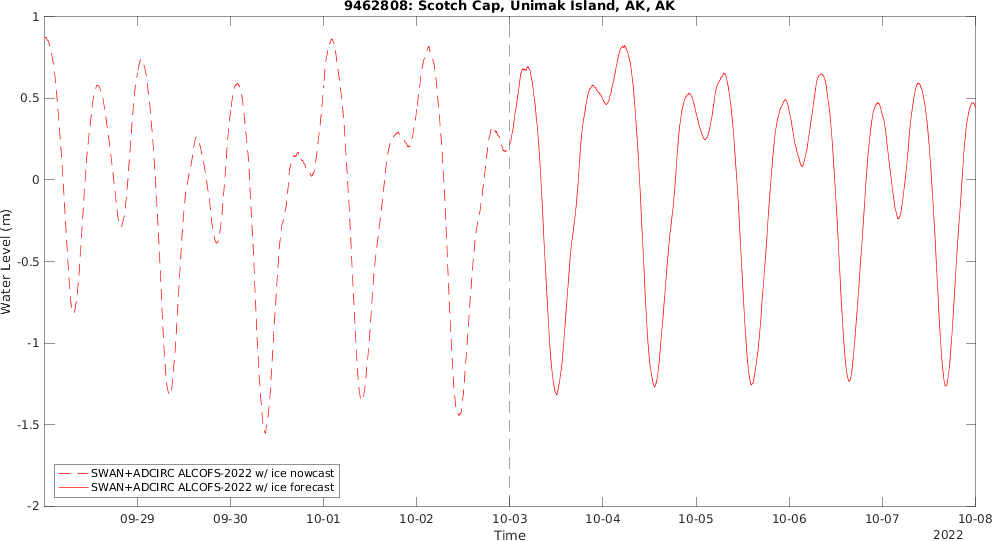 9462808: Scotch Cap, Unimak Island, AK, AK
Water Level (m)
1
0.5
0
-0.5
-1
-1.5
-2
SWAN+ADCIRC ALCOFS-2022 w/ ice nowcast
SWAN+ADCIRC ALCOFS-2022 w/ ice forecast
09-29 09-30 10-01 10-02 10-03 10-04 10-05 10-06 10-07 10-08
Time
2022